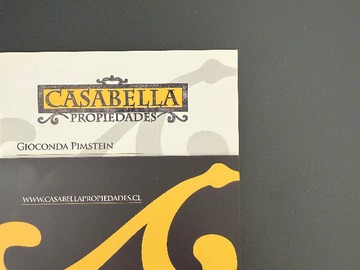 CASABELLA
PROPIEDADES
GIOCONDA PIMSTEIN
WWW.CASABELLAPROPIEDADES.CL